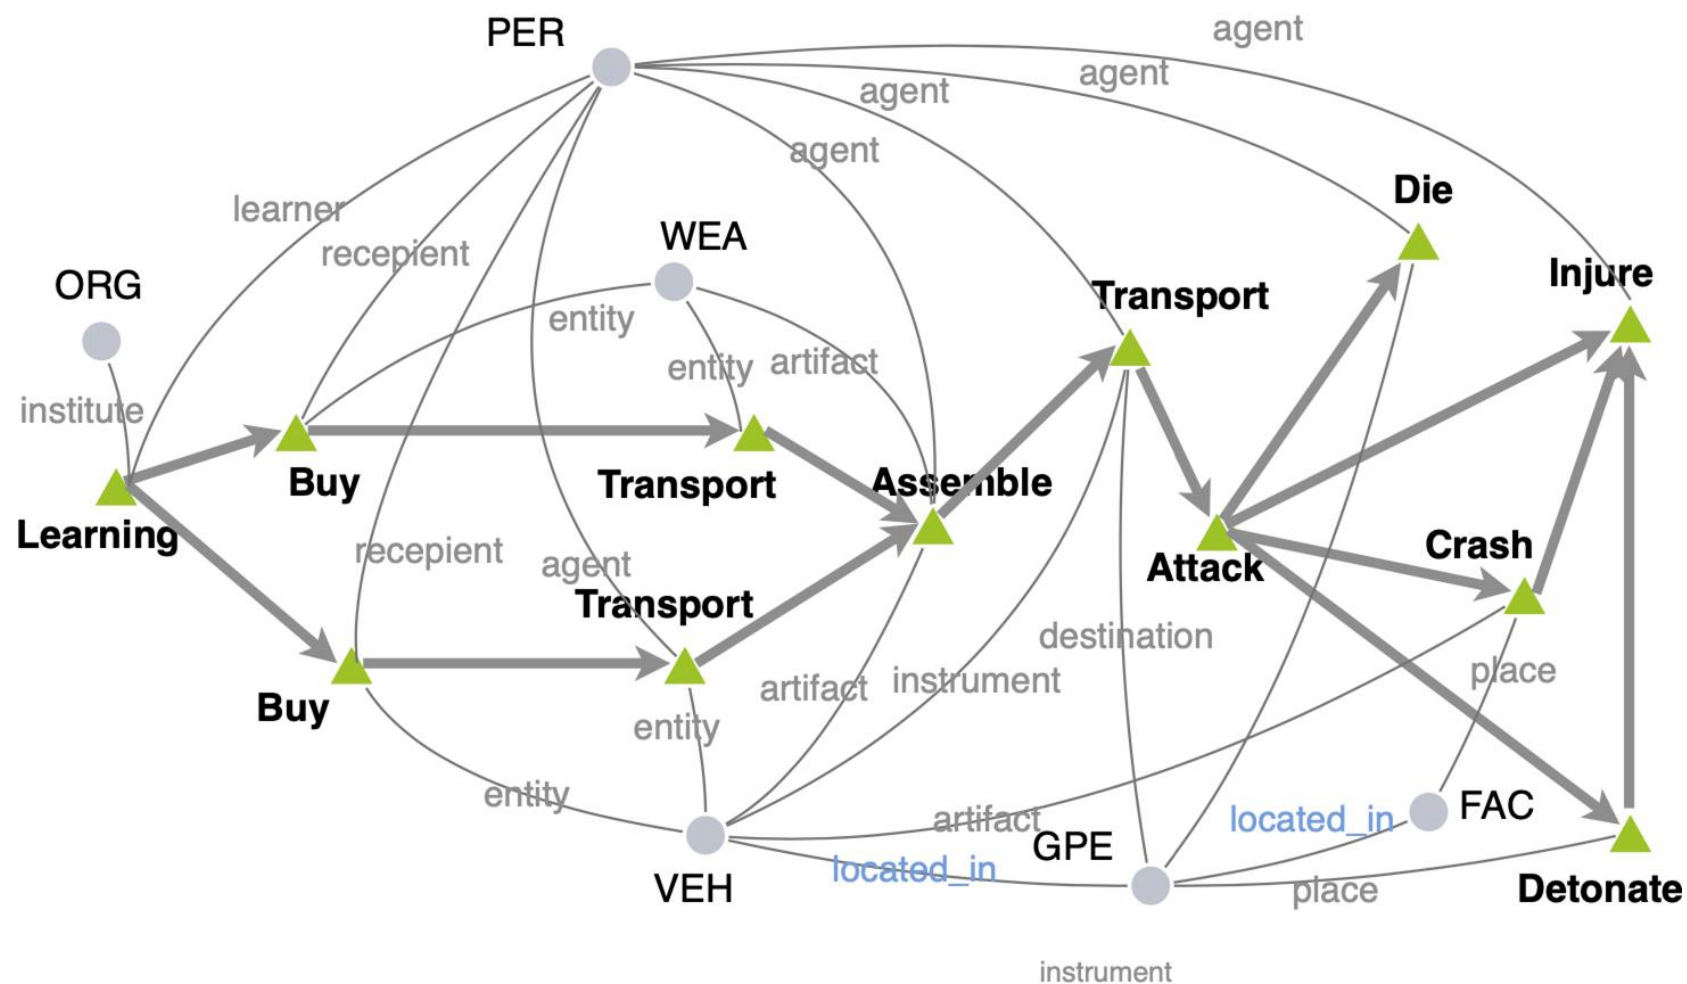 agent
PER
agent
agent
agent
Die
learner
WEA
recepient
Injure
ORG
Transport
entity
entity
artifact
institute
Buy
Transport
Assemble
Learning
Crash
recepient
agent
Attack
Transport
destination
place
instrument
artifact
Buy
entity
entity
FAC
located_in
artifact
GPE
located_in
VEH
place
Detonate
instrument